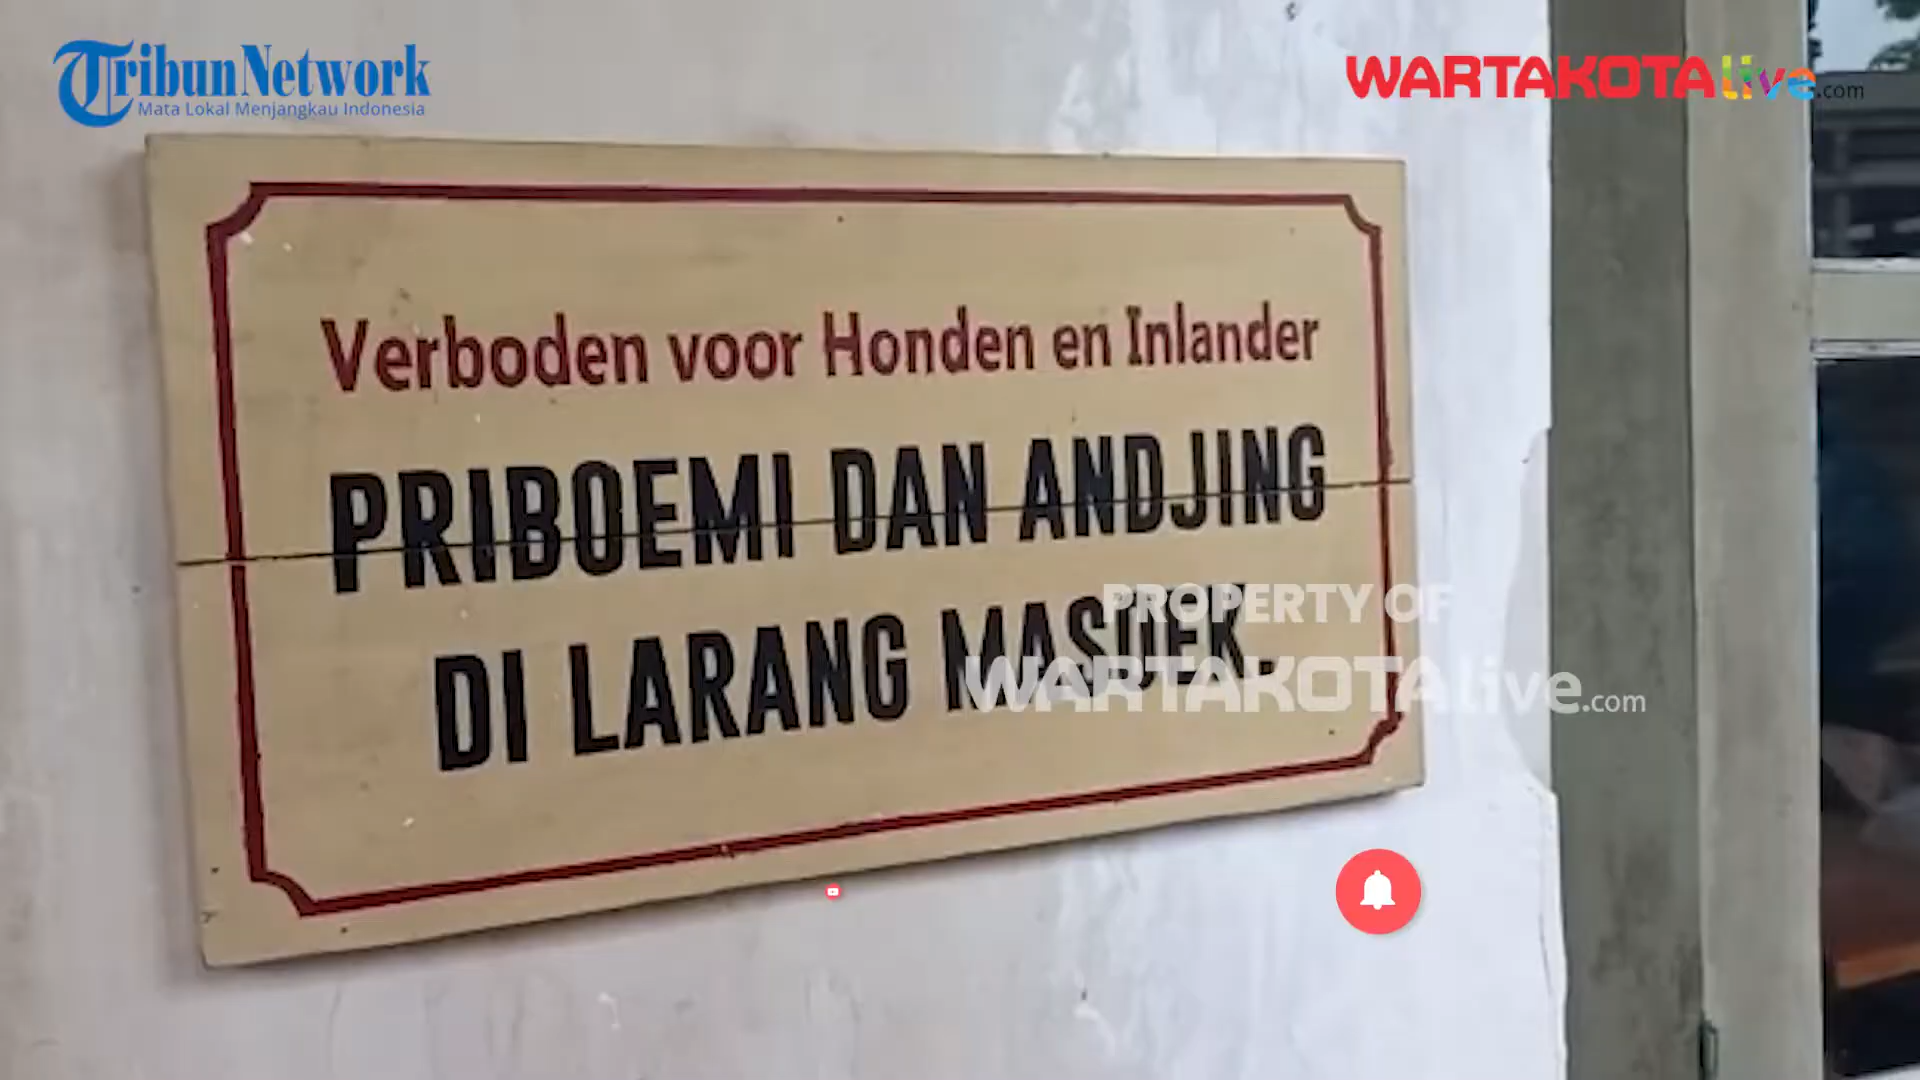 TribunNetwork
Mata Lokal Menjangkau Indonesia
WARTAKOTAlive.com
Verboden voor Honden en Inlander
PRIBOEMI DAN ANDJING
DI LARANG MASOEK.
PROPERTY OF
WARTAKOTAlive.com